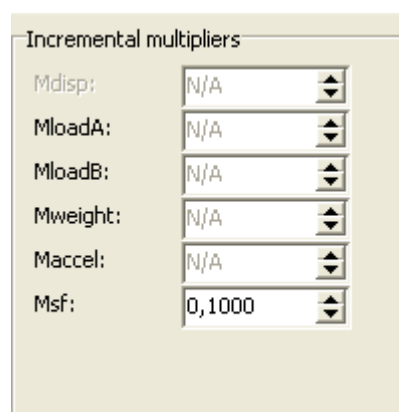 Incremental multipliers
Mdisp: N/A
MloadA: N/A
MloadB: N/A
Mweight: N/A
Maccel: N/A
Msf: 0,1000